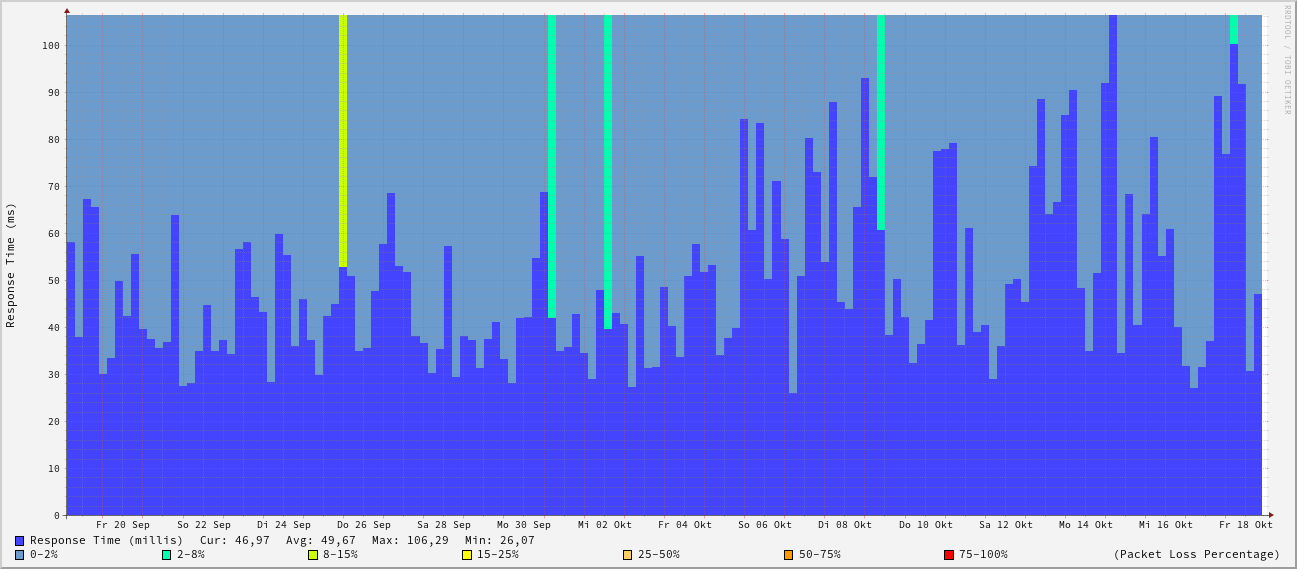 RRDTOOL / TOBI OETIKER
Response Time (ms)
100
90
80
70
60
50
40
30
20
10
0
Fr 20 Sep So 22 Sep Di 24 Sep Do 26 Sep Sa 28 Sep Mo 30 Sep Mi 02 Okt Fr 04 Okt So 06 Okt Di 08 Okt Do 10 Okt Sa 12 Okt Mo 14 Okt Mi 16 Okt Fr 18 Okt
Response Time (millis) Cur: 46,97 Avg: 49,67 Max: 106,29 Min: 26,07
0-2% 2-8% 8-15% 15-25% 25-50% 50-75% 75-100% (Packet Loss Percentage)